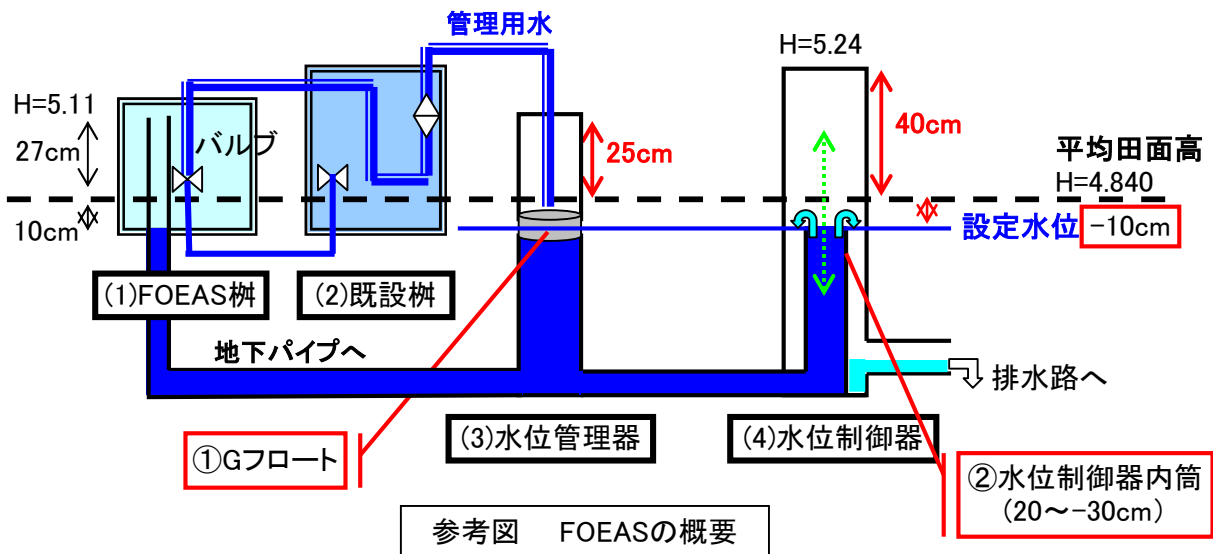 管理用水
H=5.24
H=5.11
27cm
バルブ
25cm
40cm
平均田面高
H=4.840
10cm
設定水位 -10cm
(1)FOEAS桝
(2)既設桝
地下パイプへ
排水路へ
①Gフロート
(3)水位管理器
(4)水位制御器
②水位制御器内筒
(20～-30cm)
参考図 FOEASの概要